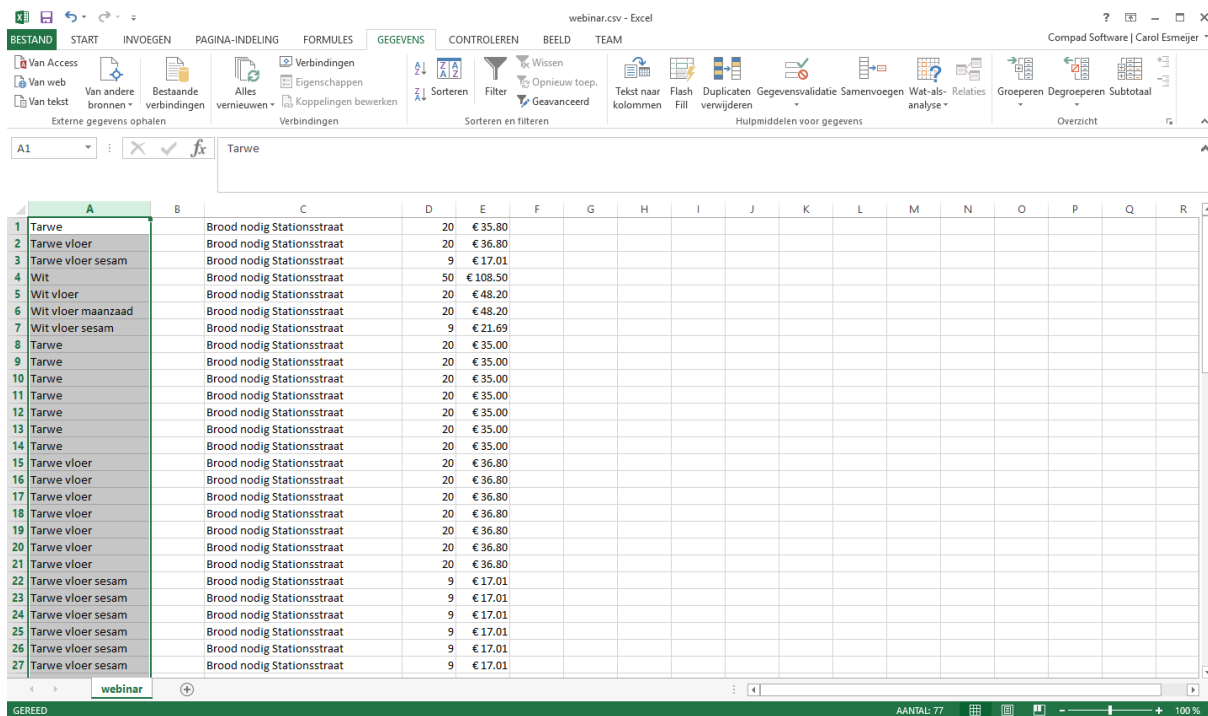 webinar.csv - Excel
BESTAND START INVOEGEN PAGINA-INDELING FORMULES GEGEVENS CONTROLEREN BEELD TEAM Compad Software | Carol Esmeijer
Van Access
Van web
Van tekst
Van andere bronnen
Bestaande verbindingen
Externe gegevens ophalen
Alles vernieuwen
Verbindingen
Eigenschappen
Koppelingen bewerken
Verbindingen
Sorteren
Filter
Wissen
Opnieuw toep.
Geavanceerd
Sorteren en filteren
Tekst naar kolommen
Flash Fill
Duplicaten verwijderen
Gegevensvalidatie
Samenvoegen
Wat-als-analyse
Relaties
Hulpmiddelen voor gegevens
Groeperen
Degroeperen
Subtotaal
Overzicht
A1 fx Tarwe
A B C D E F G H I J K L M N O P Q R
1 Tarwe Brood nodig Stationsstraat 20 € 35.80
2 Tarwe vloer Brood nodig Stationsstraat 20 € 36.80
3 Tarwe vloer sesam Brood nodig Stationsstraat 9 € 17.01
4 Wit Brood nodig Stationsstraat 50 € 108.50
5 Wit vloer Brood nodig Stationsstraat 20 € 48.20
6 Wit vloer maanzaad Brood nodig Stationsstraat 20 € 48.20
7 Wit vloer sesam Brood nodig Stationsstraat 9 € 21.69
8 Tarwe Brood nodig Stationsstraat 20 € 35.00
9 Tarwe Brood nodig Stationsstraat 20 € 35.00
10 Tarwe Brood nodig Stationsstraat 20 € 35.00
11 Tarwe Brood nodig Stationsstraat 20 € 35.00
12 Tarwe Brood nodig Stationsstraat 20 € 35.00
13 Tarwe Brood nodig Stationsstraat 20 € 35.00
14 Tarwe Brood nodig Stationsstraat 20 € 35.00
15 Tarwe vloer Brood nodig Stationsstraat 20 € 36.80
16 Tarwe vloer Brood nodig Stationsstraat 20 € 36.80
17 Tarwe vloer Brood nodig Stationsstraat 20 € 36.80
18 Tarwe vloer Brood nodig Stationsstraat 20 € 36.80
19 Tarwe vloer Brood nodig Stationsstraat 20 € 36.80
20 Tarwe vloer Brood nodig Stationsstraat 20 € 36.80
21 Tarwe vloer Brood nodig Stationsstraat 20 € 36.80
22 Tarwe vloer sesam Brood nodig Stationsstraat 9 € 17.01
23 Tarwe vloer sesam Brood nodig Stationsstraat 9 € 17.01
24 Tarwe vloer sesam Brood nodig Stationsstraat 9 € 17.01
25 Tarwe vloer sesam Brood nodig Stationsstraat 9 € 17.01
26 Tarwe vloer sesam Brood nodig Stationsstraat 9 € 17.01
27 Tarwe vloer sesam Brood nodig Stationsstraat 9 € 17.01
webinar
GEREED AANTAL: 77 100 %